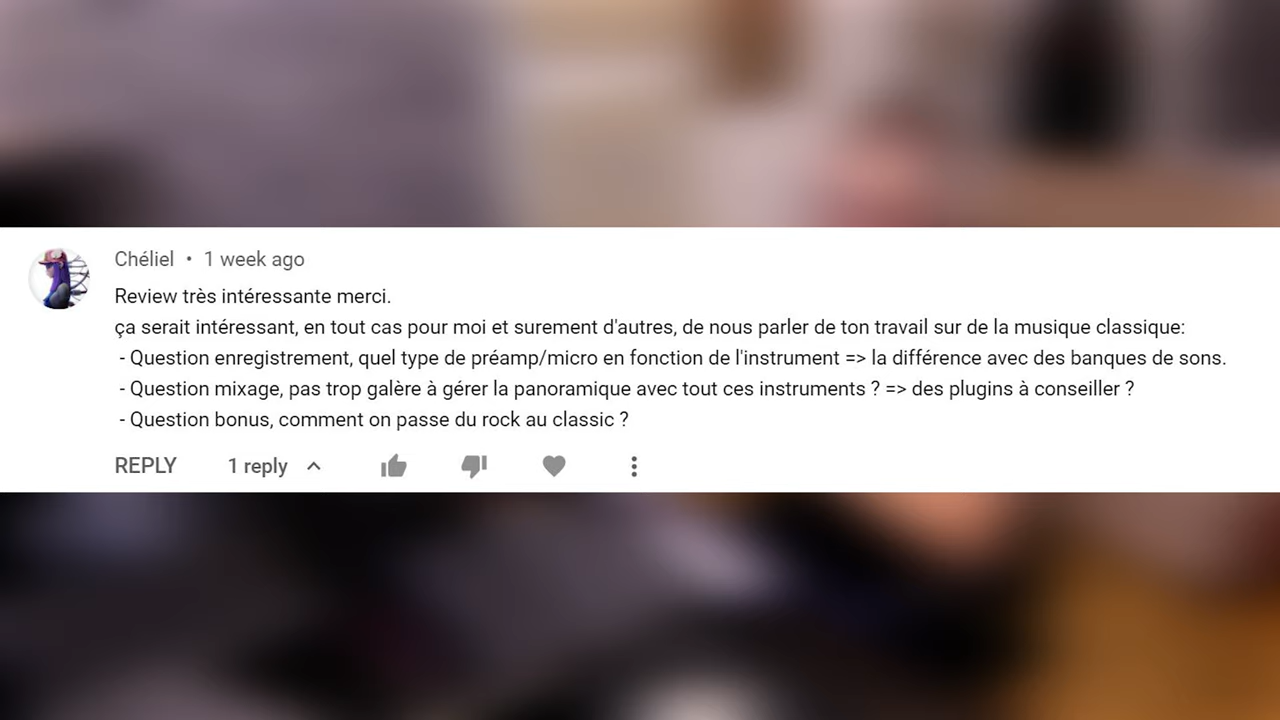 Chéliel • 1 week ago
Review très intéressante merci.
ça serait intéressant, en tout cas pour moi et surement d'autres, de nous parler de ton travail sur de la musique classique:
- Question enregistrement, quel type de préamp/micro en fonction de l'instrument => la différence avec des banques de sons.
- Question mixage, pas trop galère à gérer la panoramique avec tout ces instruments ? => des plugins à conseiller ?
- Question bonus, comment on passe du rock au classic ?
REPLY 1 reply